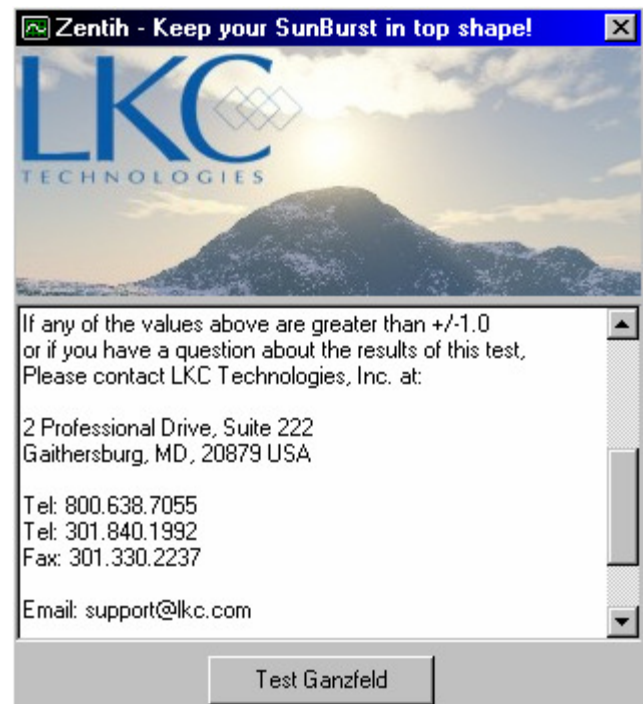 Zentih - Keep your SunBurst in top shape!
LKC
TECHNOLOGIES
If any of the values above are greater than +/-1.0
or if you have a question about the results of this test,
Please contact LKC Technologies, Inc. at:
2 Professional Drive, Suite 222
Gaithersburg, MD, 20879 USA
Tel: 800.638.7055
Tel: 301.840.1992
Fax: 301.330.2237
Email: support@lkc.com
Test Ganzfeld